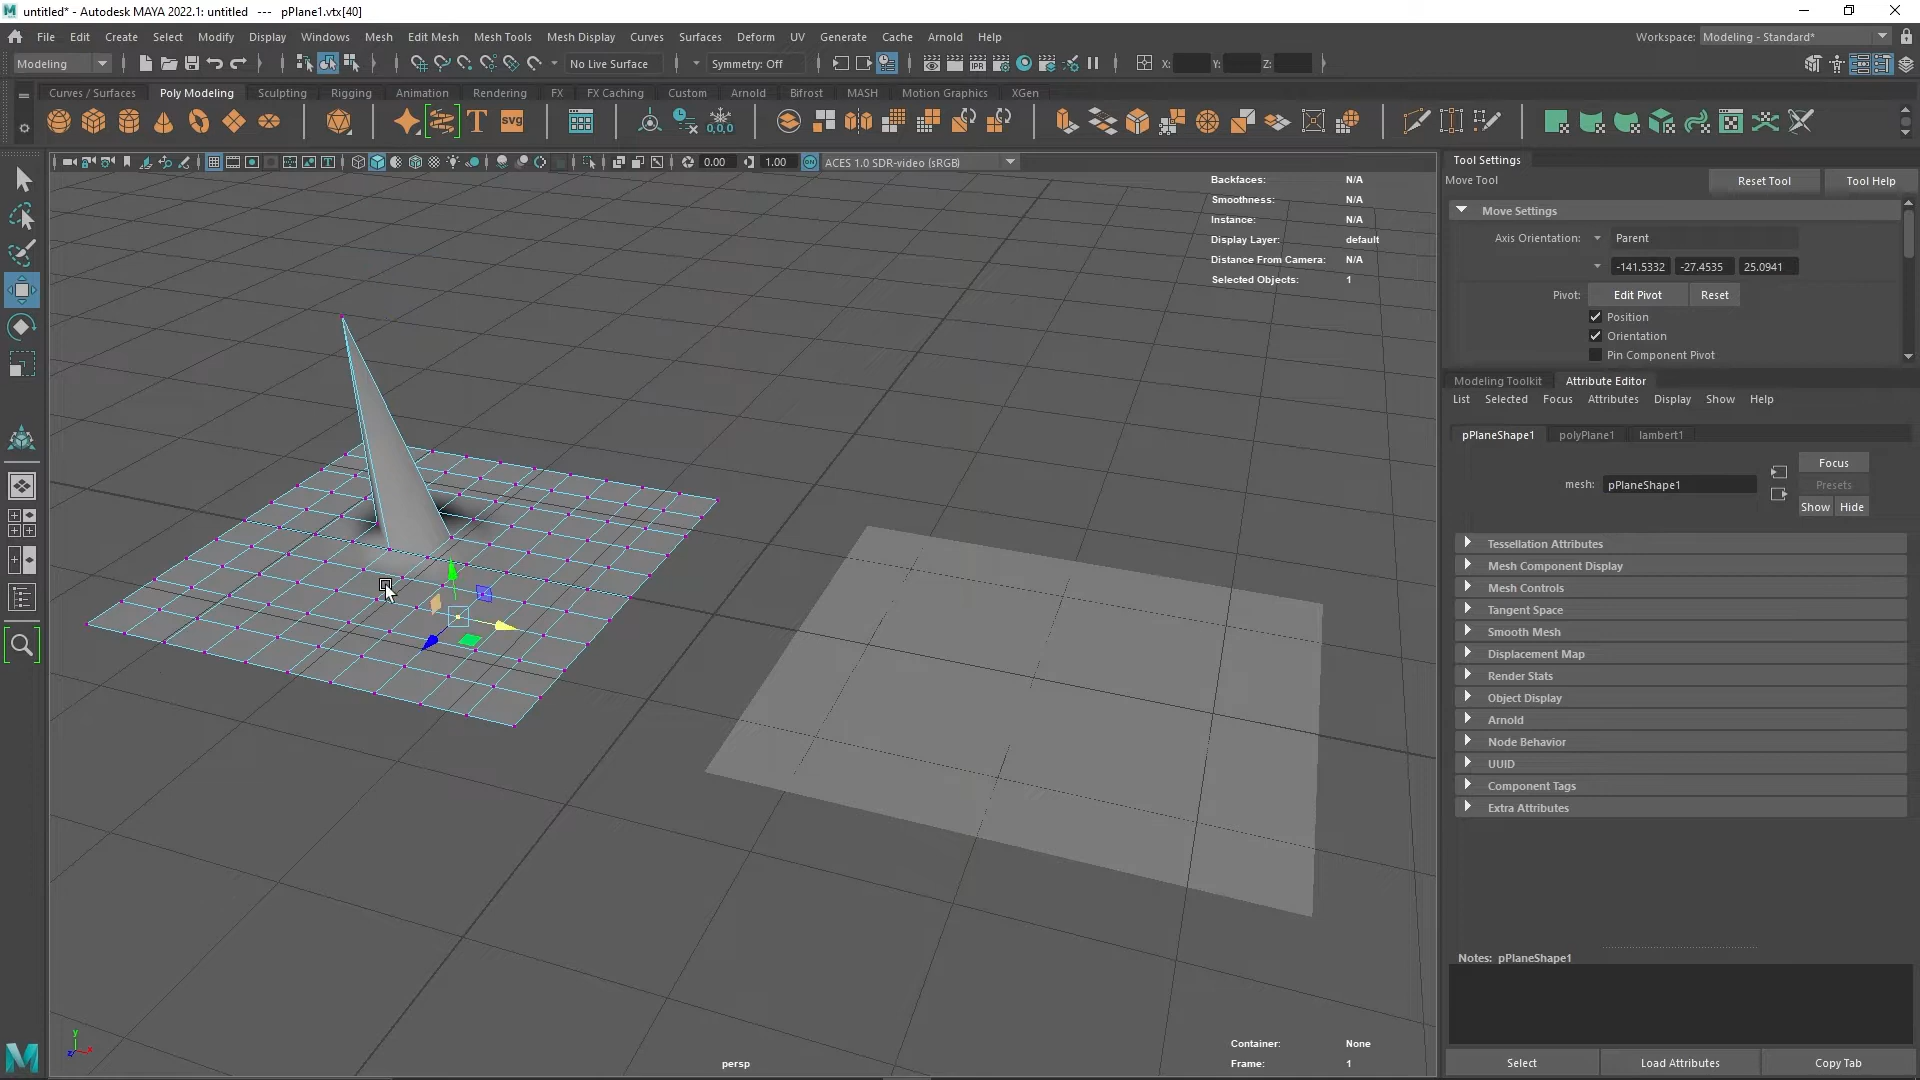 untitled* - Autodesk MAYA 2022.1: untitled --- pPlane1.vtx[40]
File Edit Create Select Modify Display Windows Mesh Edit Mesh Mesh Tools Mesh Display Curves Surfaces Deform UV Generate Cache Arnold Help Workspace: Modeling - Standard*
Modeling No Live Surface Symmetry: Off IPR X: Y: Z:
Curves / Surfaces Poly Modeling Sculpting Rigging Animation Rendering FX FX Caching Custom Arnold Bifrost MASH Motion Graphics XGen
T SVG 0,0,0
0.00 1.00 ON ACES 1.0 SDR-video (sRGB)
Backfaces: N/A
Smoothness: N/A
Instance: N/A
Display Layer: default
Distance From Camera: N/A
Selected Objects: 1
Tool Settings
Move Tool Reset Tool Tool Help
Move Settings
Axis Orientation: Parent
-141.5332 -27.4535 25.0941
Pivot: Edit Pivot Reset
Position
Orientation
Pin Component Pivot
Modeling Toolkit Attribute Editor
List Selected Focus Attributes Display Show Help
pPlaneShape1 polyPlane1 lambert1
Focus
mesh: pPlaneShape1 Presets
Show Hide
Tessellation Attributes
Mesh Component Display
Mesh Controls
Tangent Space
Smooth Mesh
Displacement Map
Render Stats
Object Display
Arnold
Node Behavior
UUID
Component Tags
Extra Attributes
Notes: pPlaneShape1
Select Load Attributes Copy Tab
y
z x
persp
Container: None
Frame: 1
M